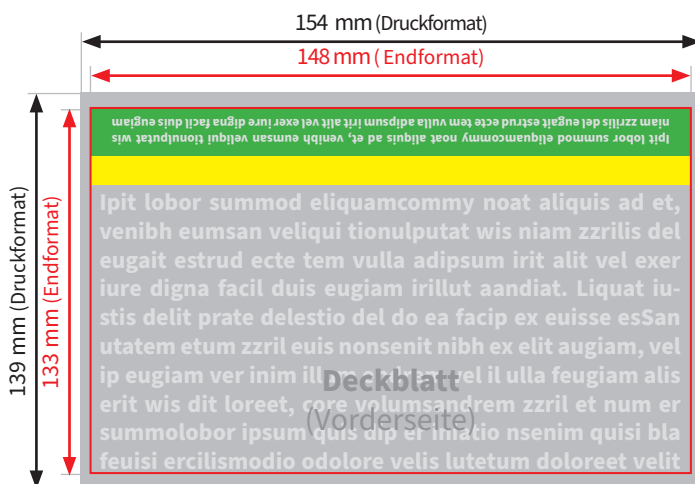 154 mm (Druckformat)
148 mm (Endformat)
139 mm (Druckformat)
133 mm (Endformat)
Ipit lobor summod eliquamcommy noat aliquis ad et, venibh eumsan veliqui tionulputat wis
niam zzrilis del eugait estrud ecte tem vulla adipsum irit alit vel exer iure digna facil duis eugiam
Ipit lobor summod eliquamcommy noat aliquis ad et,
venibh eumsan veliqui tionulputat wis niam zzrilis del
eugait estrud ecte tem vulla adipsum irit alit vel exer
iure digna facil duis eugiam irillut aandiat. Liquat iu-
stis delit prate delestio del do ea facip ex euisse esSan
utatem etum zzril euis nonsenit nibh ex elit augiam, vel
ip eugiam ver inim vel il ulla feugiam alis
erit wis dit loreet, core volumsandrem zzril et num er
summolobor ipsum quis dip er nsenim quisi bla
feuisi ercilismodio odolore velis lutetum doloreet velit
Deckblatt
(Vorderseite)